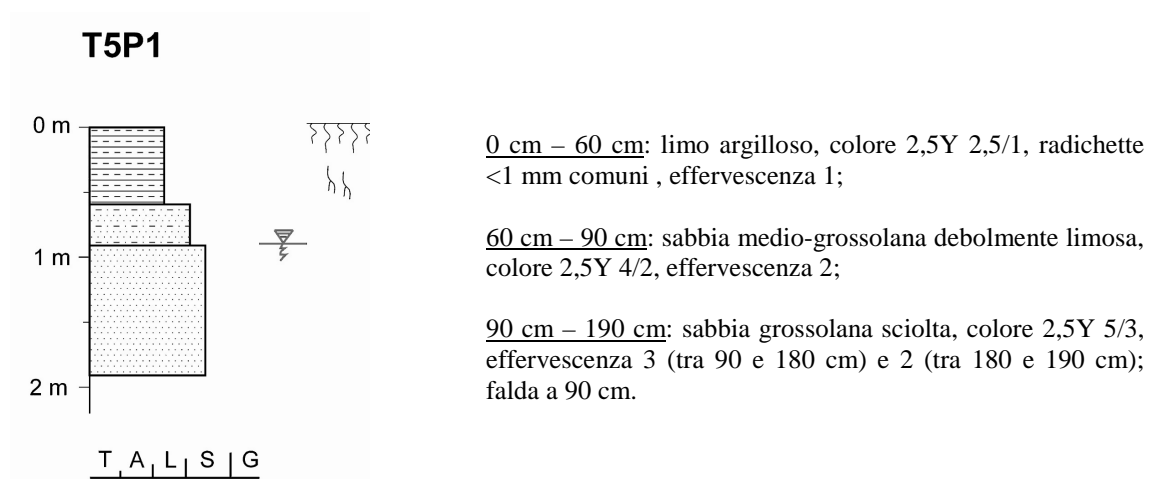 T5P1
0 m
1 m
2 m
T A L S G
0 cm – 60 cm: limo argilloso, colore 2,5Y 2,5/1, radichette
<1 mm comuni , effervescenza 1;
60 cm – 90 cm: sabbia medio-grossolana debolmente limosa,
colore 2,5Y 4/2, effervescenza 2;
90 cm – 190 cm: sabbia grossolana sciolta, colore 2,5Y 5/3,
effervescenza 3 (tra 90 e 180 cm) e 2 (tra 180 e 190 cm);
falda a 90 cm.